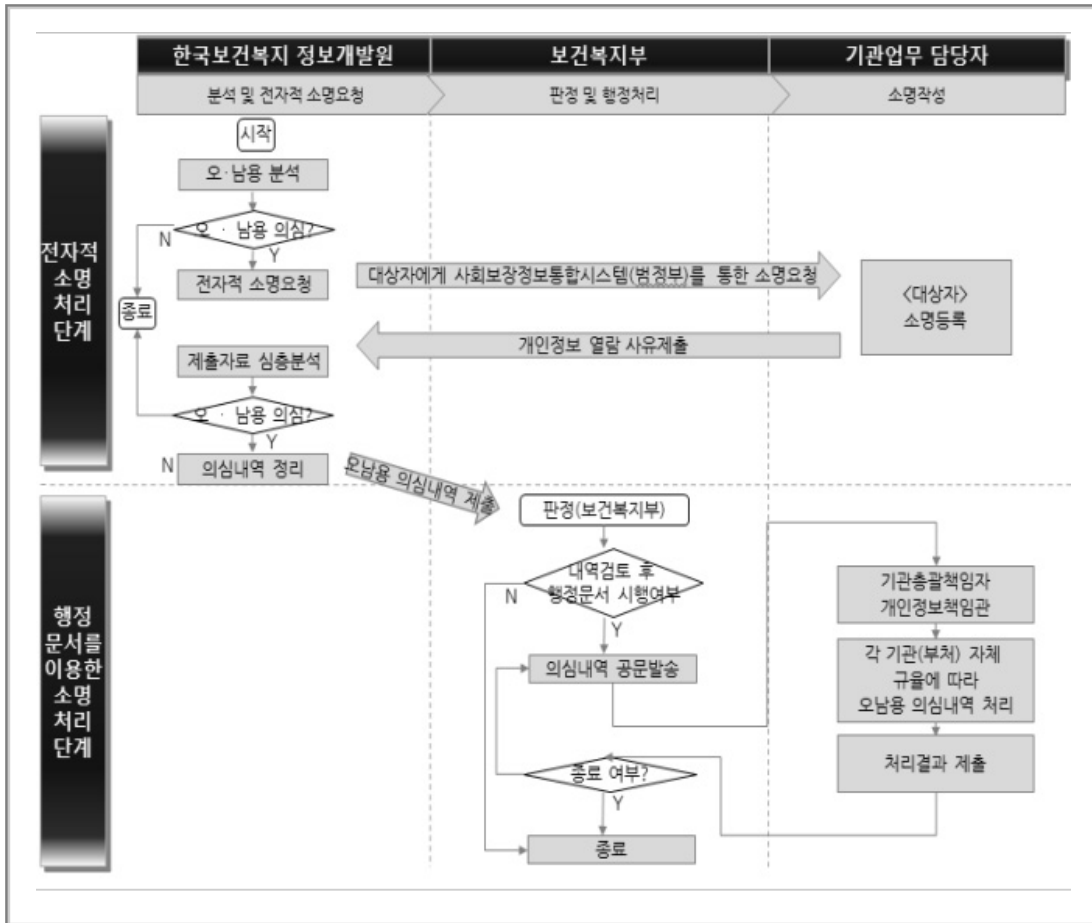 한국보건복지 정보개발원
보건복지부
기관업무 담당자
분석 및 전자적 소명요청
판정 및 행정처리
소명작성
전자적
소명
처리
단계
시작
오·남용 분석
오 · 남용 의심?
N
Y
전자적 소명요청
대상자에게 사회보장정보통합시스템(범정부)를 통한 소명요청
<대상자>
소명등록
종료
개인정보 열람 사유제출
제출자료 심층분석
오 · 남용 의심?
Y
N
의심내역 정리
오남용 의심내역 제출
행정
문서를
이용한
소명
처리
단계
판정(보건복지부)
내역검토 후
행정문서 시행여부
N
Y
의심내역 공문발송
기관총괄책임자
개인정보책임관
각 기관(부처) 자체
규율에 따라
오남용 의심내역 처리
처리결과 제출
종료 여부?
Y
종료